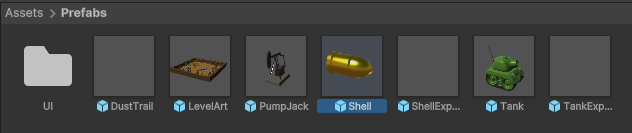 Assets > Prefabs
UI
DustTrail
LevelArt
PumpJack
Shell
ShellExp...
Tank
TankExp...